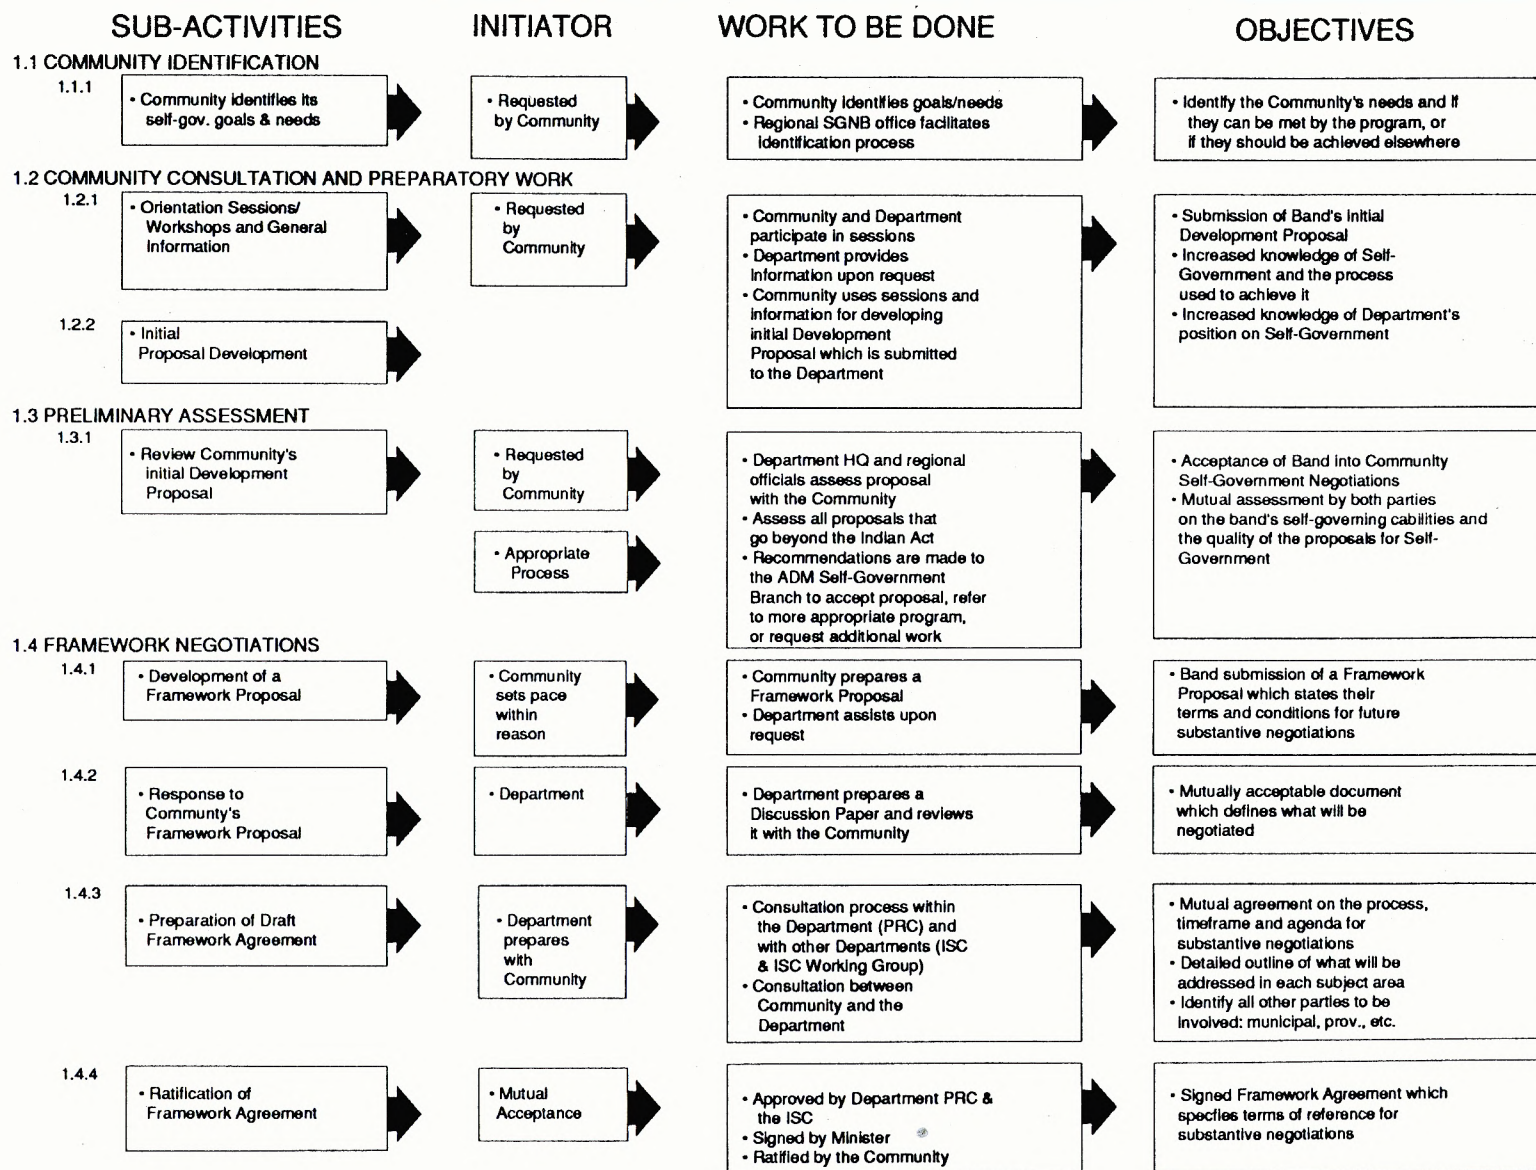 SUB-ACTIVITIES
INITIATOR
WORK TO BE DONE
OBJECTIVES
1.1 COMMUNITY IDENTIFICATION
1.1.1
• Community identifies its
self-gov. goals & needs
• Requested
by Community
• Community identifies goals/needs
• Regional SGNB office facilitates
identification process
• Identify the Community's needs and if
they can be met by the program, or
if they should be achieved elsewhere
1.2 COMMUNITY CONSULTATION AND PREPARATORY WORK
1.2.1
• Orientation Sessions/
Workshops and General
Information
• Requested
by
Community
• Community and Department
participate in sessions
• Department provides
information upon request
• Community uses sessions and
information for developing
initial Development
Proposal which is submitted
to the Department
• Submission of Band's Initial
Development Proposal
• Increased knowledge of Self-
Government and the process
used to achieve it
• Increased knowledge of Department's
position on Self-Government
1.2.2
• Initial
Proposal Development
1.3 PRELIMINARY ASSESSMENT
1.3.1
• Review Community's
initial Development
Proposal
• Requested
by
Community
• Appropriate
Process
• Department HQ and regional
officials assess proposal
with the Community
• Assess all proposals that
go beyond the Indian Act
• Recommendations are made to
the ADM Self-Government
Branch to accept proposal, refer
to more appropriate program,
or request additional work
• Acceptance of Band into Community
Self-Government Negotiations
• Mutual assessment by both parties
on the band's self-governing cabilities and
the quality of the proposals for Self-
Government
1.4 FRAMEWORK NEGOTIATIONS
1.4.1
• Development of a
Framework Proposal
• Community
sets pace
within
reason
• Community prepares a
Framework Proposal
• Department assists upon
request
• Band submission of a Framework
Proposal which states their
terms and conditions for future
substantive negotiations
1.4.2
• Response to
Communty's
Framework Proposal
• Department
• Department prepares a
Discussion Paper and reviews
it with the Community
• Mutually acceptable document
which defines what will be
negotiated
1.4.3
• Preparation of Draft
Framework Agreement
• Department
prepares
with
Community
• Consultation process within
the Department (PRC) and
with other Departments (ISC
& ISC Working Group)
• Consultation between
Community and the
Department
• Mutual agreement on the process,
timeframe and agenda for
substantive negotiations
• Detailed outline of what will be
addressed in each subject area
• Identify all other parties to be
Involved: municipal, prov., etc.
1.4.4
• Ratification of
Framework Agreement
• Mutual
Acceptance
• Approved by Department PRC &
the ISC
• Signed by Minister
• Ratified by the Community
• Signed Framework Agreement which
specfies terms of reference for
substantive negotiations